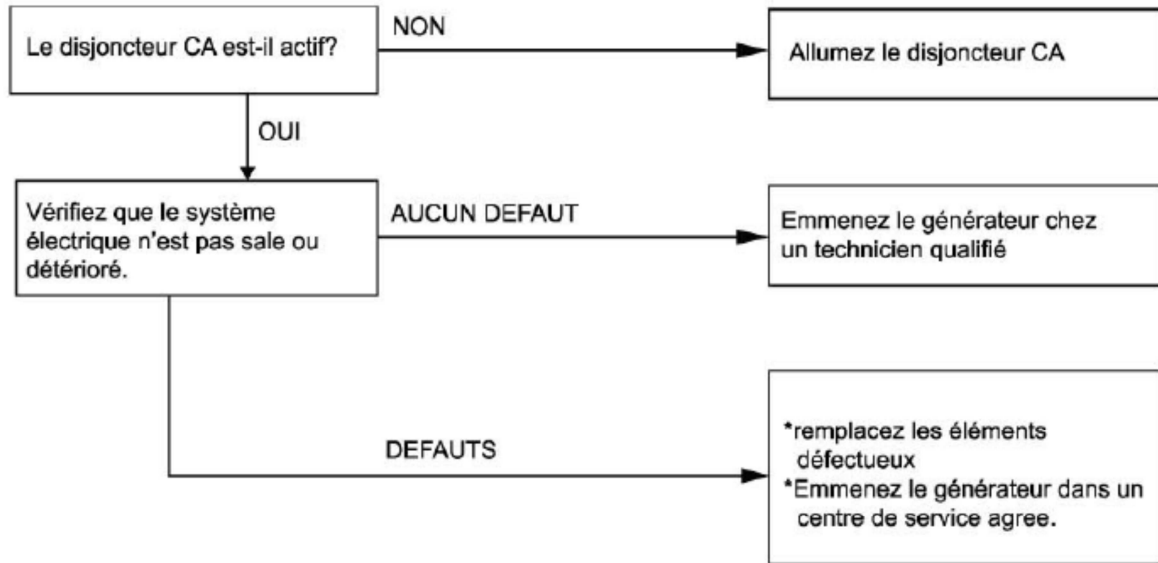 Le disjoncteur CA est-il actif?
NON
Allumez le disjoncteur CA
OUI
Vérifiez que le système
électrique n'est pas sale ou
détérioré.
AUCUN DEFAUT
Emmenez le générateur chez
un technicien qualifié
DEFAUTS
*remplacez les éléments
défectueux
*Emmenez le générateur dans un
centre de service agree.